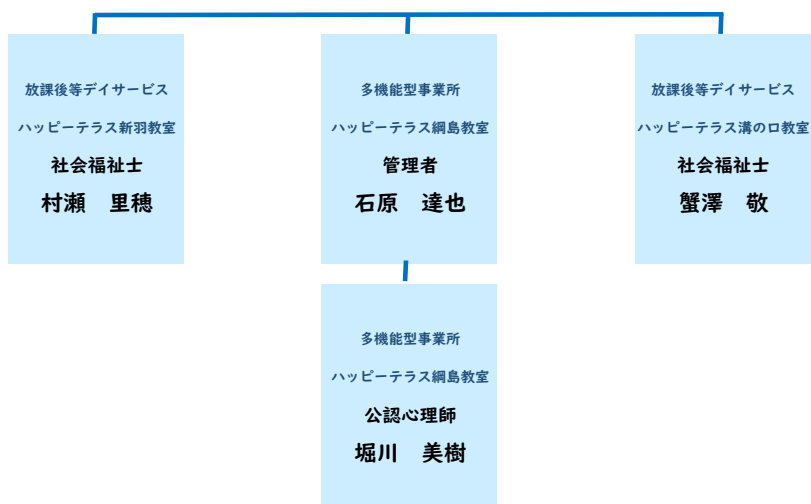 放課後等デイサービス
ハッピーテラス新羽教室
社会福祉士
村瀬　里穂
多機能型事業所
ハッピーテラス綱島教室
管理者
石原　達也
放課後等デイサービス
ハッピーテラス溝の口教室
社会福祉士
蟹澤　敬
多機能型事業所
ハッピーテラス綱島教室
公認心理師
堀川　美樹